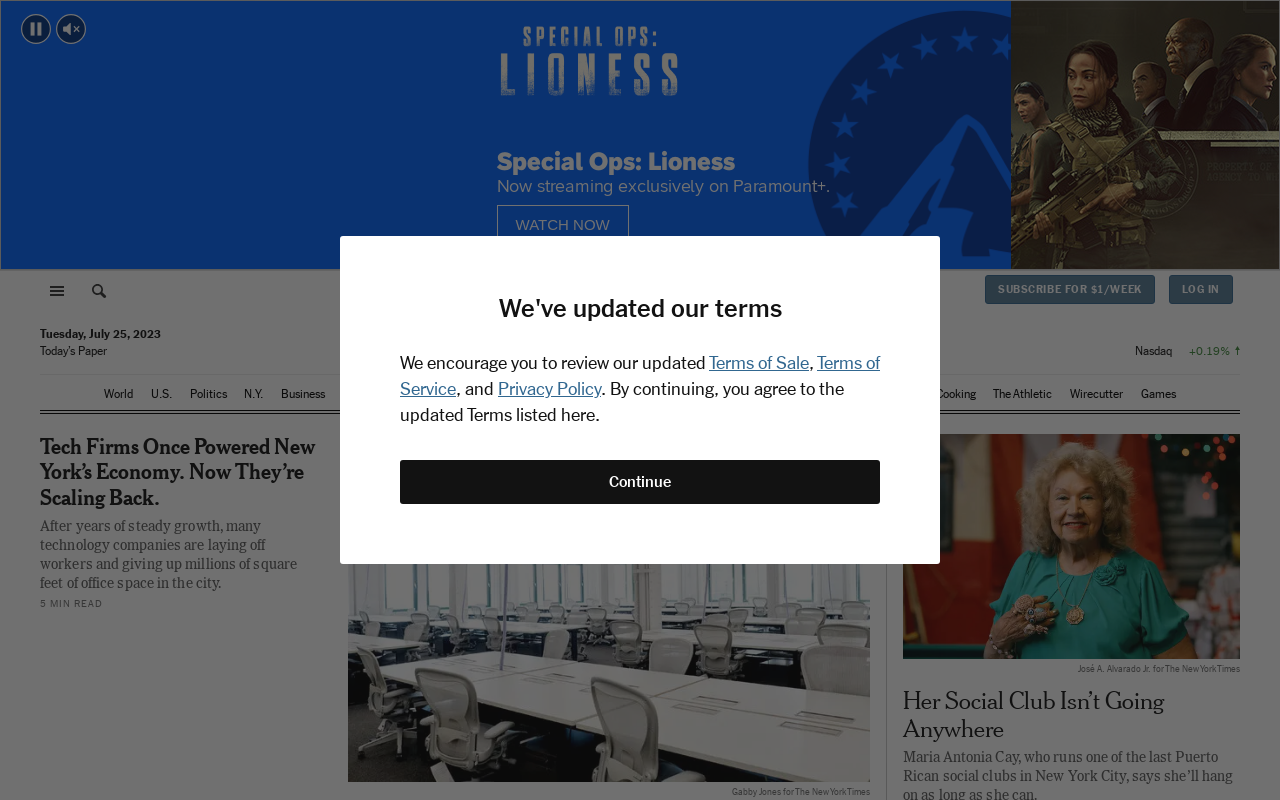 SPECIAL OPS:
LIONESS
Special Ops: Lioness
Now streaming exclusively on Paramount+.
WATCH NOW
SUBSCRIBE FOR $1/WEEK
LOG IN
Tuesday, July 25, 2023
Today's Paper
Nasdaq +0.19%
World U.S. Politics N.Y. Business
Cooking The Athletic Wirecutter Games
We've updated our terms
We encourage you to review our updated Terms of Sale, Terms of
Service, and Privacy Policy. By continuing, you agree to the
updated Terms listed here.
Continue
Tech Firms Once Powered New
York's Economy. Now They're
Scaling Back.
After years of steady growth, many
technology companies are laying off
workers and giving up millions of square
feet of office space in the city.
5 MIN READ
Gabby Jones for The New York Times
José A. Alvarado Jr. for The New York Times
Her Social Club Isn't Going
Anywhere
Maria Antonia Cay, who runs one of the last Puerto
Rican social clubs in New York City, says she'll hang
on as long as she can.